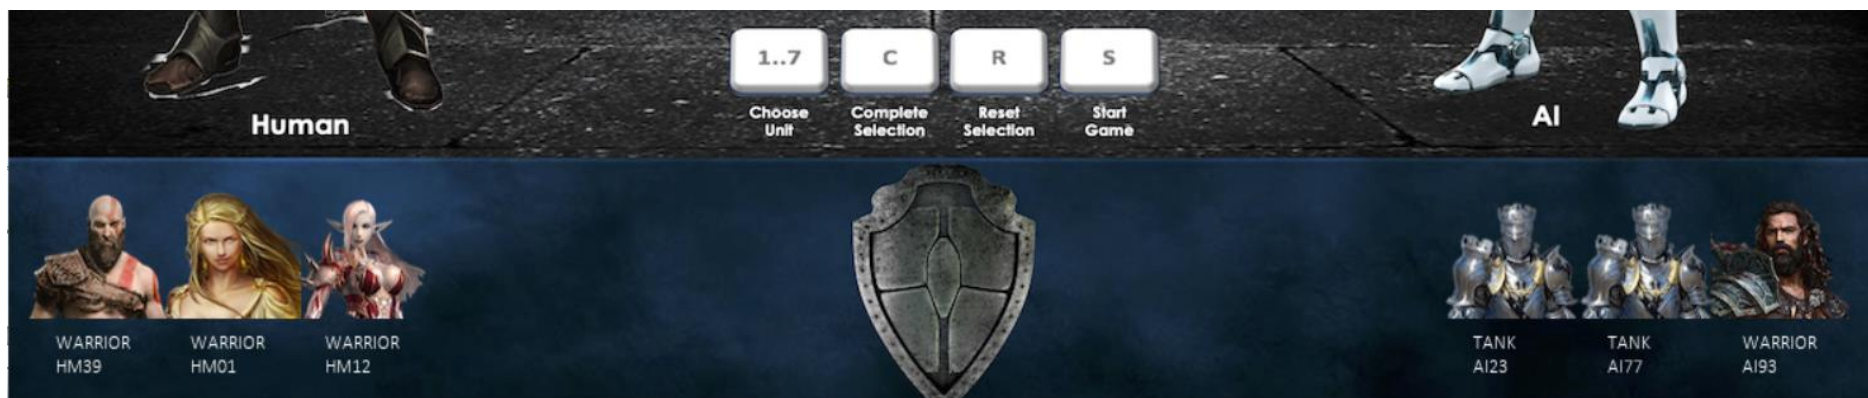 1..7
C
R
S
Choose
Unit
Complete
Selection
Reset
Selection
Start
Game
Human
AI
WARRIOR
HM39
WARRIOR
HM01
WARRIOR
HM12
TANK
AI23
TANK
AI77
WARRIOR
AI93